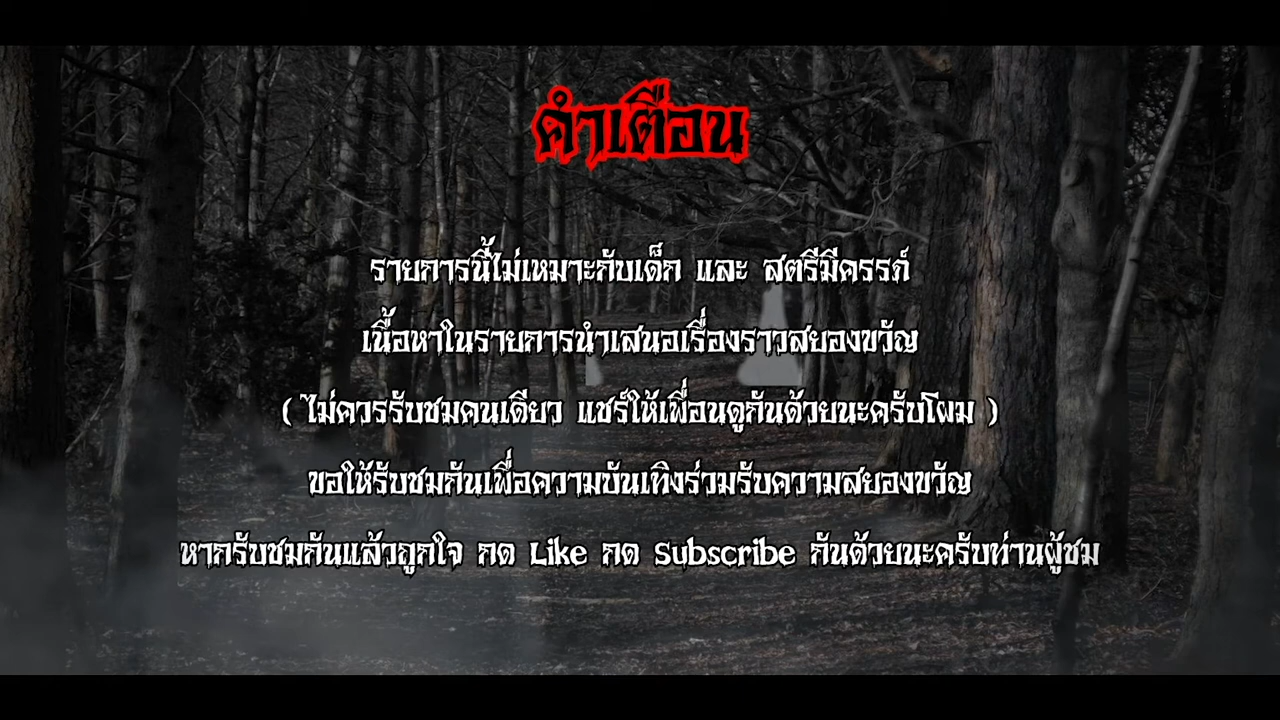 คำเตือน
รายการนี้ไม่เหมาะกับเด็ก และ สตรีมีครรภ์
เนื้อหาในรายการนำเสนอเรื่องราวสยองขวัญ
( ไม่ควรรับชมคนเดียว แชร์ให้เพื่อนดูกันด้วยนะครับโผม )
ขอให้รับชมกันเพื่อความบันเทิงร่วมรับความสยองขวัญ
หากรับชมกันแล้วถูกใจ กด Like กด Subscribe กันด้วยนะครับท่านผู้ชม